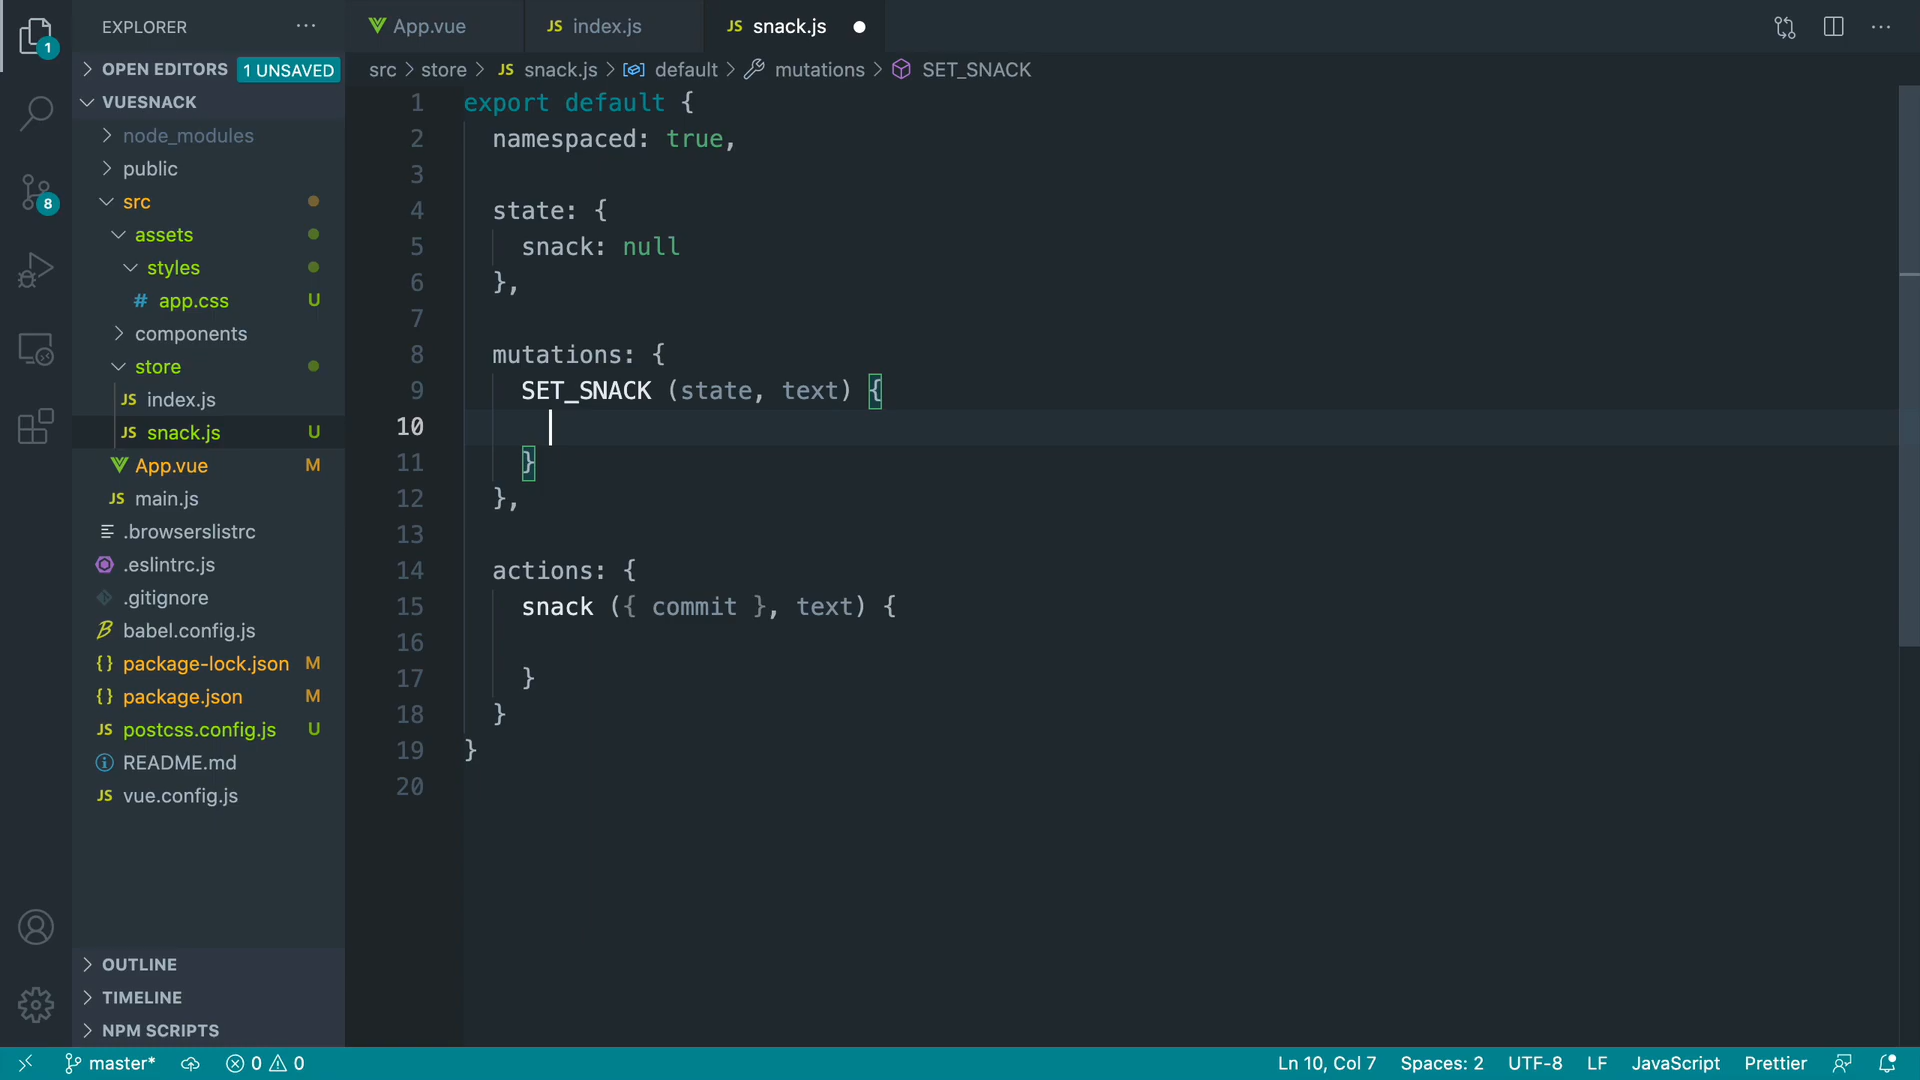 EXPLORER
OPEN EDITORS 1 UNSAVED
VUESNACK
node_modules
public
src
assets
styles
# app.css U
components
store
JS index.js
JS snack.js U
App.vue M
JS main.js
.browserslistrc
.eslintrc.js
.gitignore
babel.config.js
{} package-lock.json M
{} package.json M
JS postcss.config.js U
README.md
JS vue.config.js
OUTLINE
TIMELINE
NPM SCRIPTS
1
8
App.vue JS index.js JS snack.js
src > store > JS snack.js > default > mutations > SET_SNACK
1 export default {
2 namespaced: true,
3
4 state: {
5 snack: null
6 },
7
8 mutations: {
9 SET_SNACK (state, text) {
10
11 }
12 },
13
14 actions: {
15 snack ({ commit }, text) {
16
17 }
18 }
19 }
20
master* 0 0 Ln 10, Col 7 Spaces: 2 UTF-8 LF JavaScript Prettier